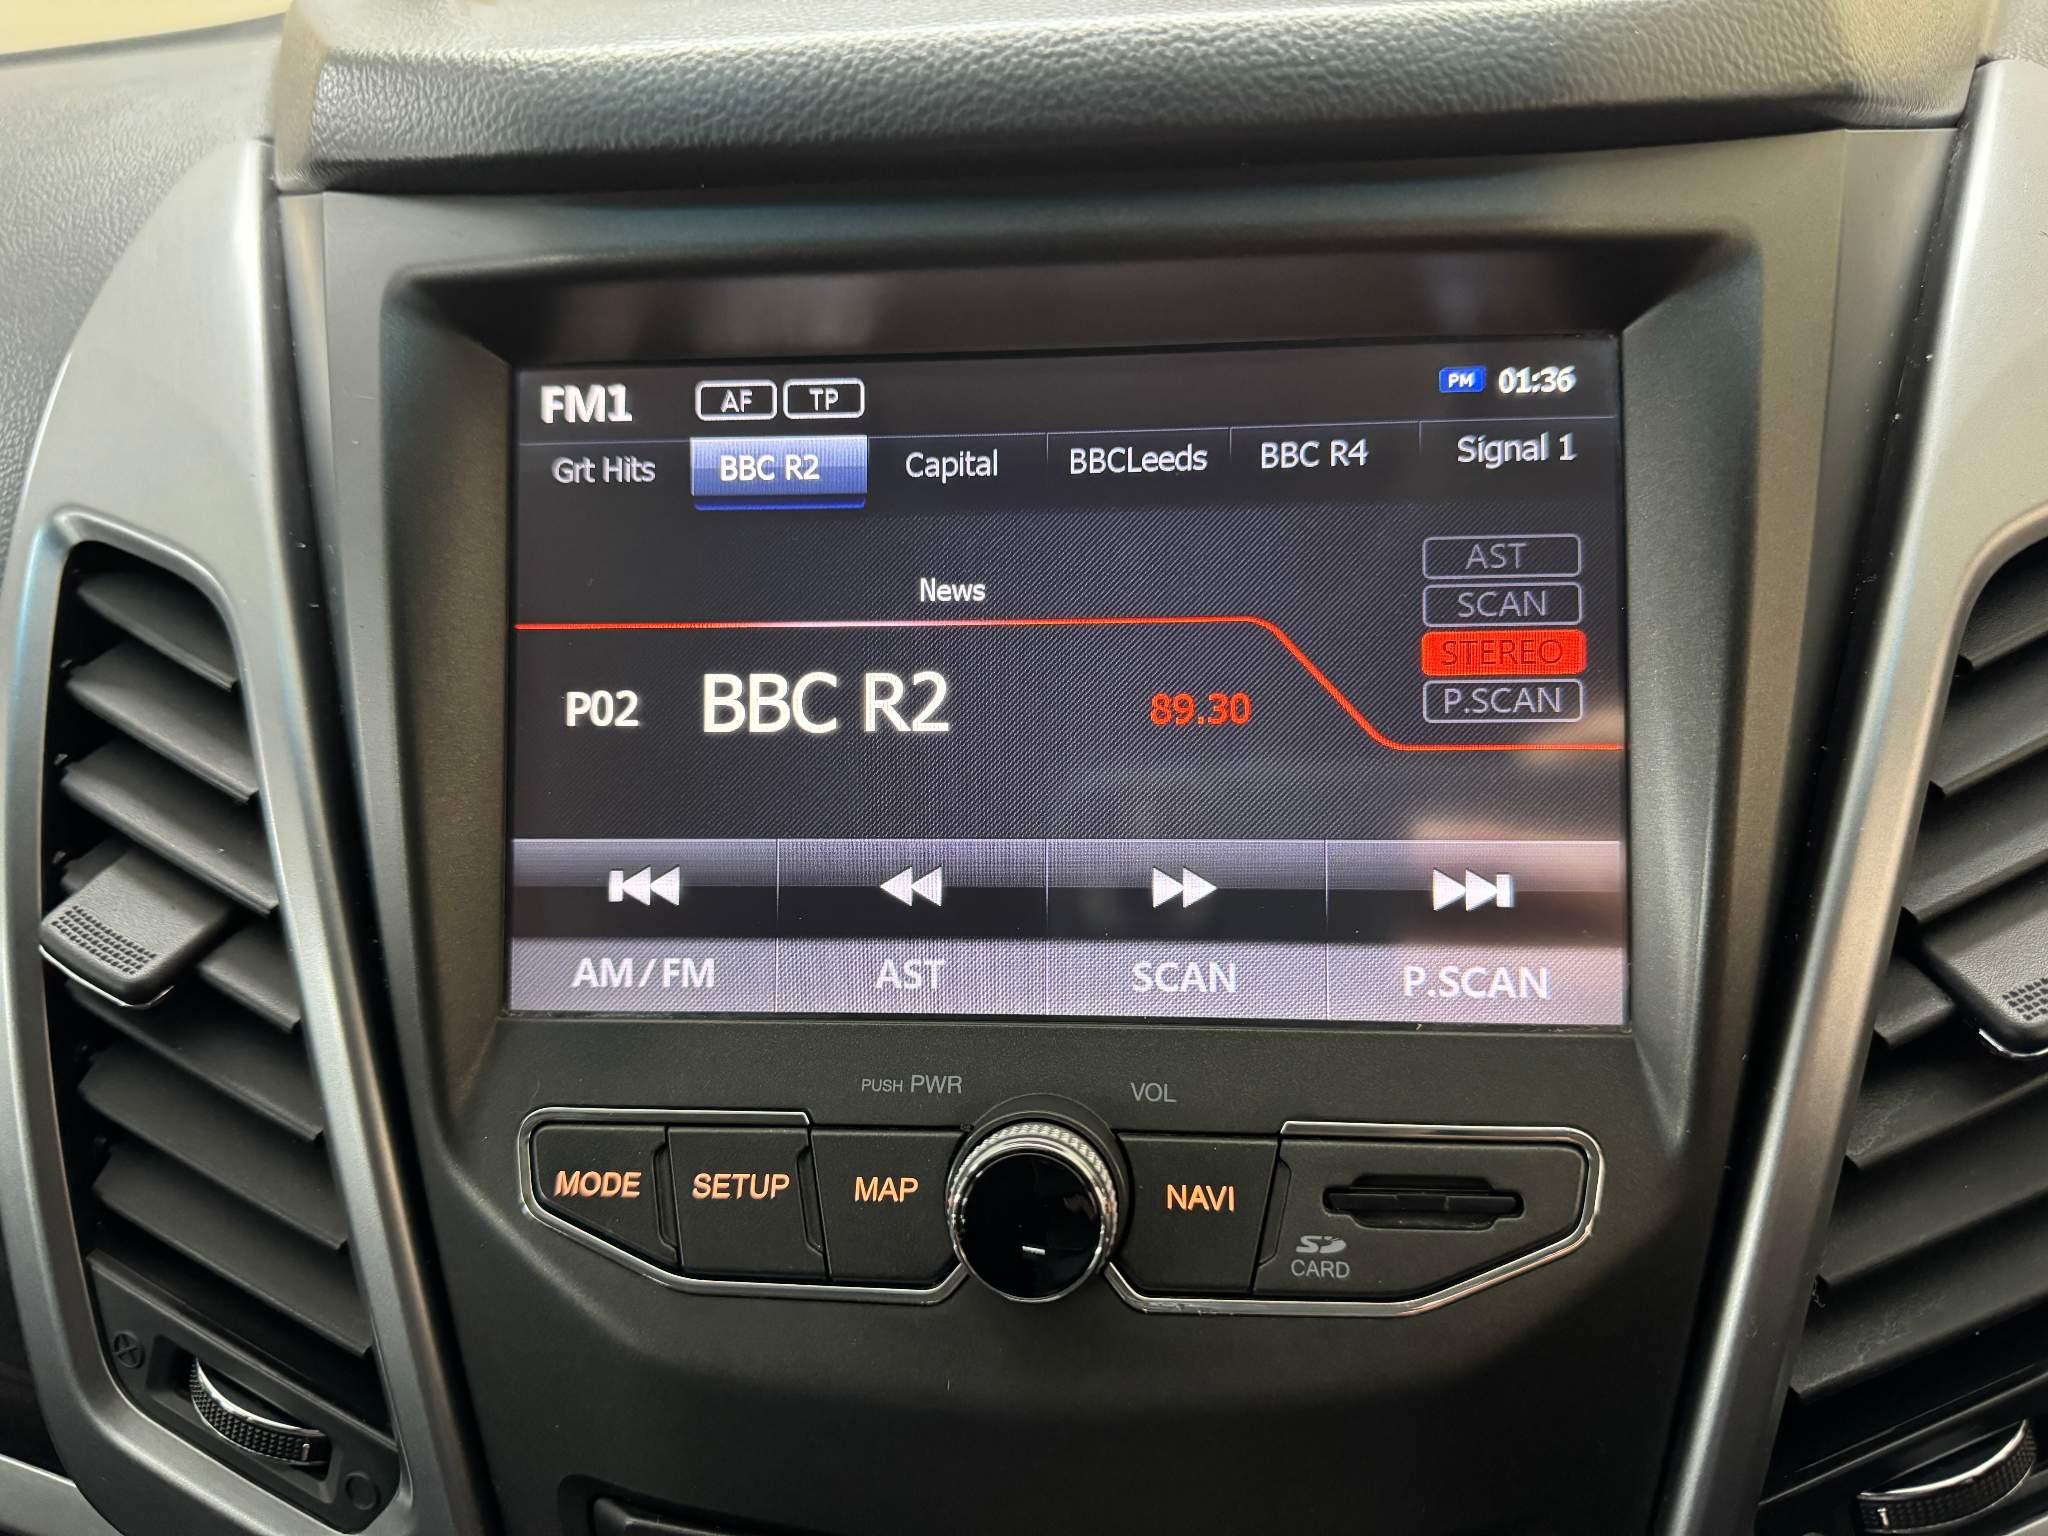 FM1 AF TP PM 01:36
Grt Hits BBC R2 Capital BBCLeeds BBC R4 Signal 1
AST
News
SCAN
STEREO
P02 BBC R2 89.30
P.SCAN
AM/FM AST SCAN P.SCAN
PUSH PWR VOL
MODE SETUP MAP NAVI
SD
CARD